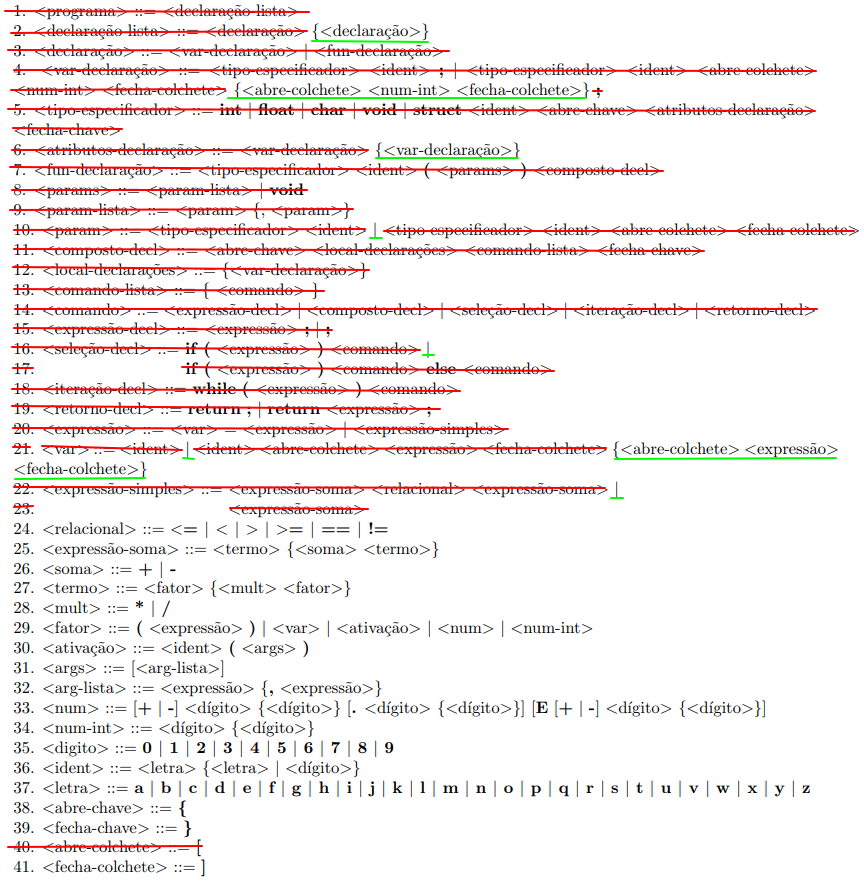 1. <programa> ::= <declaração-lista>
2. <declaração-lista> ::= <declaração> {<declaração>}
3. <declaração> ::= <var-declaração> | <fun-declaração>
4. <var-declaração> ::= <tipo-especificador> <ident> ; | <tipo-especificador> <ident> <abre-colchete>
<num-int> <fecha-colchete> {<abre-colchete> <num-int> <fecha-colchete>} ;
5. <tipo-especificador> ::= int | float | char | void | struct <ident> <abre-chave> <atributos-declaração>
<fecha-chave>
6. <atributos-declaração> ::= <var-declaração> {<var-declaração>}
7. <fun-declaração> ::= <tipo-especificador> <ident> ( <params> ) <composto-decl>
8. <params> ::= <param-lista> | void
9. <param-lista> ::= <param> {, <param>}
10. <param> ::= <tipo-especificador> <ident> | <tipo-especificador> <ident> <abre-colchete> <fecha-colchete>
11. <composto-decl> ::= <abre-chave> <local-declarações> <comando-lista> <fecha-chave>
12. <local-declarações> ::= {<var-declaração>}
13. <comando-lista> ::= { <comando> }
14. <comando> ::= <expressão-decl> | <composto-decl> | <seleção-decl> | <iteração-decl> | <retorno-decl>
15. <expressão-decl> ::= <expressão> ; | ;
16. <seleção-decl> ::= if ( <expressão> ) <comando> |
17. if ( <expressão> ) <comando> else <comando>
18. <iteração-decl> ::= while ( <expressão> ) <comando>
19. <retorno-decl> ::= return ; | return <expressão> ;
20. <expressão> ::= <var> = <expressão> | <expressão-simples>
21. <var> ::= <ident> | <ident> <abre-colchete> <expressão> <fecha-colchete> {<abre-colchete> <expressão>
<fecha-colchete>}
22. <expressão-simples> ::= <expressão-soma> <relacional> <expressão-soma> |
23. <expressão-soma>
24. <relacional> ::= <= | < | > | >= | == | !=
25. <expressão-soma> ::= <termo> {<soma> <termo>}
26. <soma> ::= + | -
27. <termo> ::= <fator> {<mult> <fator>}
28. <mult> ::= * | /
29. <fator> ::= ( <expressão> ) | <var> | <ativação> | <num> | <num-int>
30. <ativação> ::= <ident> ( <args> )
31. <args> ::= [<arg-lista>]
32. <arg-lista> ::= <expressão> {, <expressão>}
33. <num> ::= [+ | -] <dígito> {<dígito>} [. <dígito> {<dígito>}] [E [+ | -] <dígito> {<dígito>}]
34. <num-int> ::= <dígito> {<dígito>}
35. <digito> ::= 0 | 1 | 2 | 3 | 4 | 5 | 6 | 7 | 8 | 9
36. <ident> ::= <letra> {<letra> | <dígito>}
37. <letra> ::= a | b | c | d | e | f | g | h | i | j | k | l | m | n | o | p | q | r | s | t | u | v | w | x | y | z
38. <abre-chave> ::= {
39. <fecha-chave> ::= }
40. <abre-colchete> ::= [
41. <fecha-colchete> ::= ]